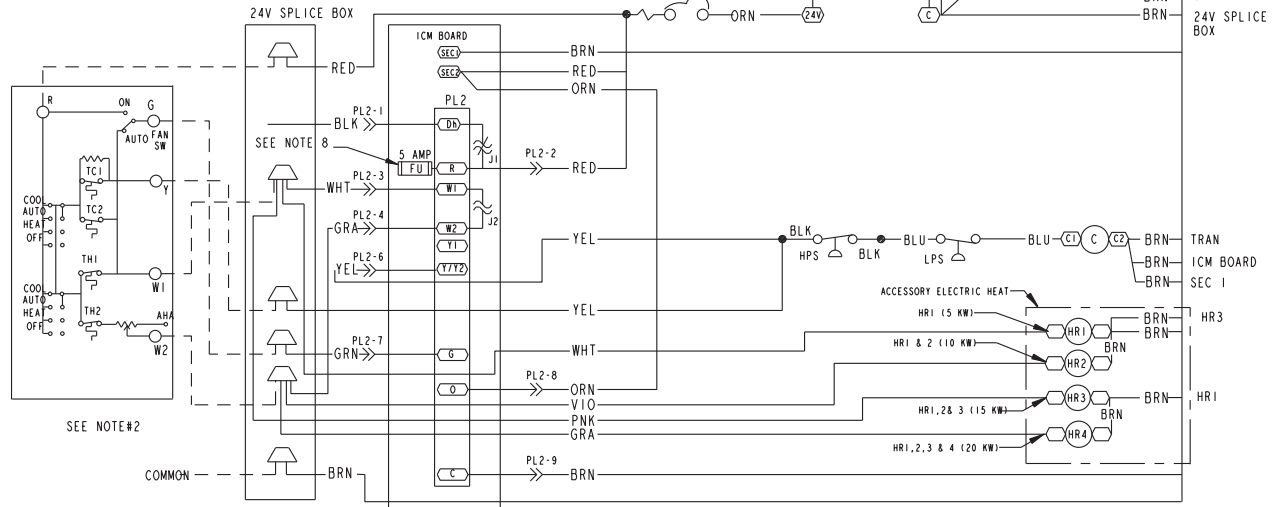 24V SPLICE BOX
ORN
24V
C
BRN
BRN
24V SPLICE
BOX
ICM BOARD
SEC1
BRN
RED
SEC2
RED
ORN
R
ON
G
AUTO
FAN
SW
PL2
PL2-1
BLK
Dh
SEE NOTE 8
J1
5 AMP
FU
R
PL2-2
RED
TC1
Y
PL2-3
WHT
W1
J2
COOL
AUTO
HEAT
OFF
TC2
PL2-4
GRA
W2
Y1
YEL
BLK
HPS
BLK
BLU
LPS
BLU
C1
C
C2
BRN
TRAN
PL2-6
YEL
Y/Y2
BRN
ICM BOARD
BRN
SEC 1
TH1
W1
COOL
AUTO
HEAT
OFF
TH2
AHA
W2
YEL
ACCESSORY ELECTRIC HEAT
HR1 (5 KW)
BRN
HR3
HR1
BRN
BRN
PL2-7
GRN
G
WHT
HR1 & 2 (10 KW)
HR2
PL2-8
O
ORN
VIO
HR3
BRN
HR1
HR1,2& 3 (15 KW)
BRN
PNK
GRA
HR1,2,3 & 4 (20 KW)
HR4
SEE NOTE#2
COMMON
BRN
C
PL2-9
BRN